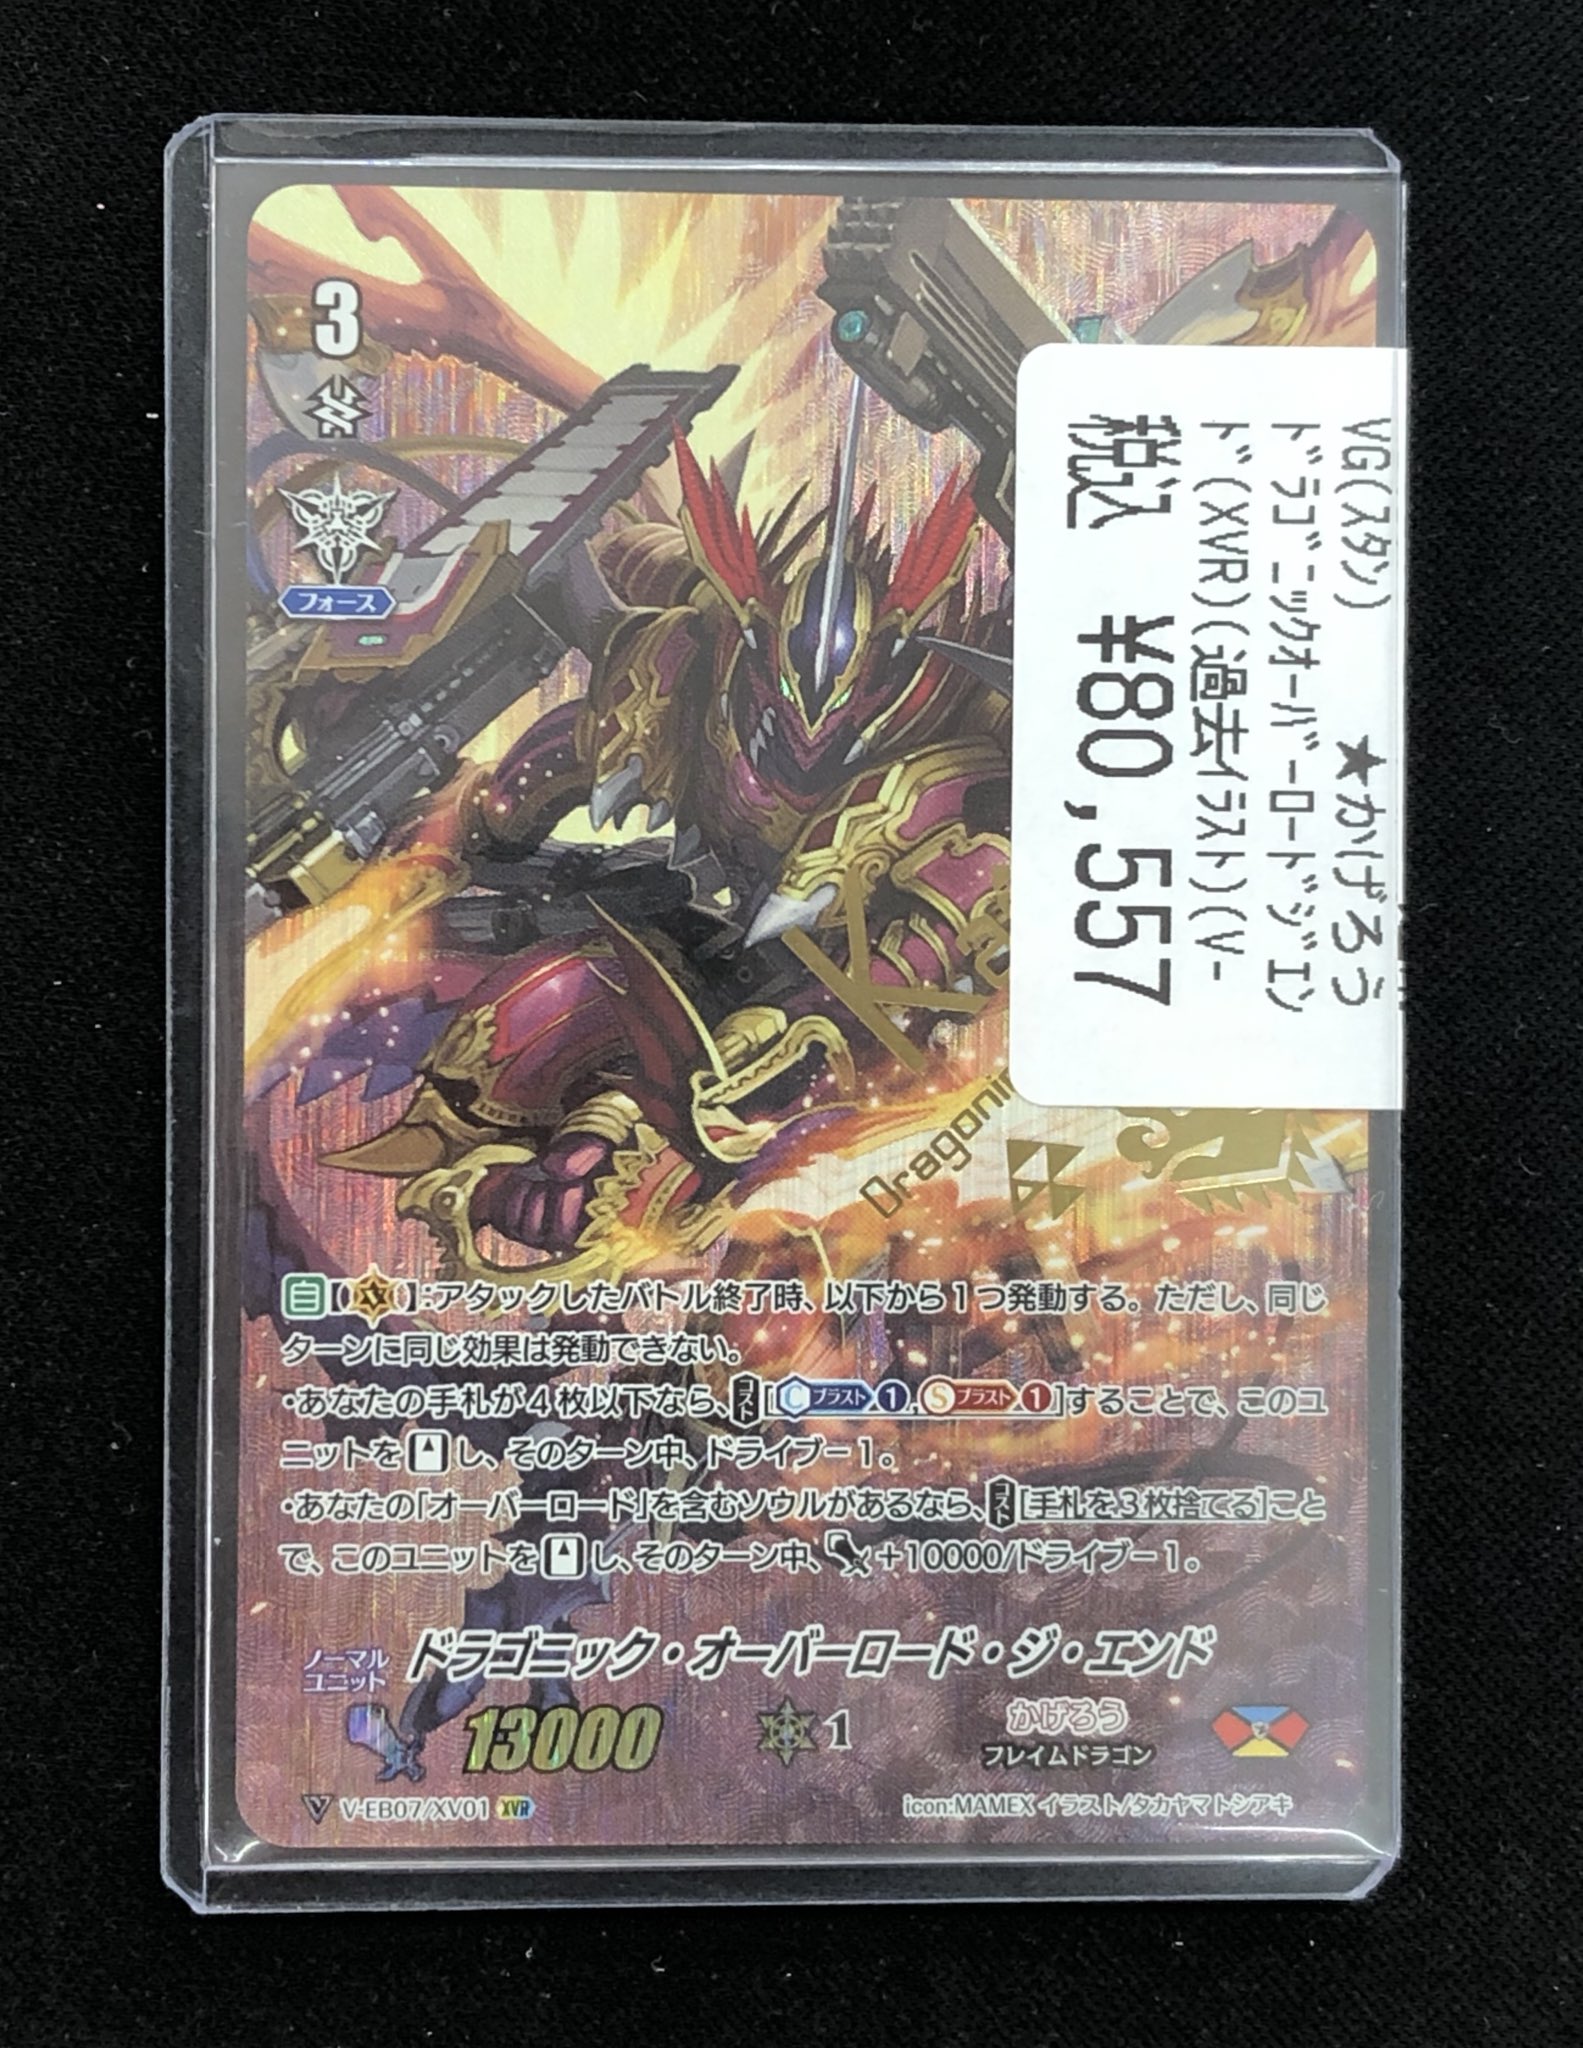 3
フォース
VG(ｽﾀﾝ) ★かげろう
ﾄﾞﾗｺﾞﾆｯｸｵｰﾊﾞｰﾛｰﾄﾞｼﾞｴﾝ
ﾄﾞ(XVR)(過去ｲﾗｽﾄ)(V-
税込 ¥80,557
Ka
Dragonic
自【 】:アタックしたバトル終了時、以下から1つ発動する。ただし、同じ
ターンに同じ効果は発動できない。
・あなたの手札が4枚以下なら、コスト[Cブラスト1,Sブラスト1]することで、このユ
ニットを し、そのターン中、ドライブ-1。
・あなたの「オーバーロード」を含むソウルがあるなら、コスト[手札を3枚捨てる]こと
で、このユニットを し、そのターン中、 +10000/ドライブ-1。
ノーマル
ユニット
ドラゴニック・オーバーロード・ジ・エンド
13000
1
かげろう
フレイムドラゴン
V-EB07/XV01 XVR
icon:MAMEX イラスト/タカヤマトシアキ